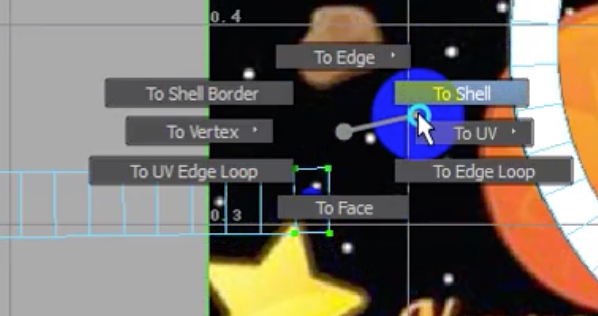 0.4
To Edge
To Shell Border
To Shell
To Vertex
To UV
To UV Edge Loop
To Edge Loop
To Face
0.3